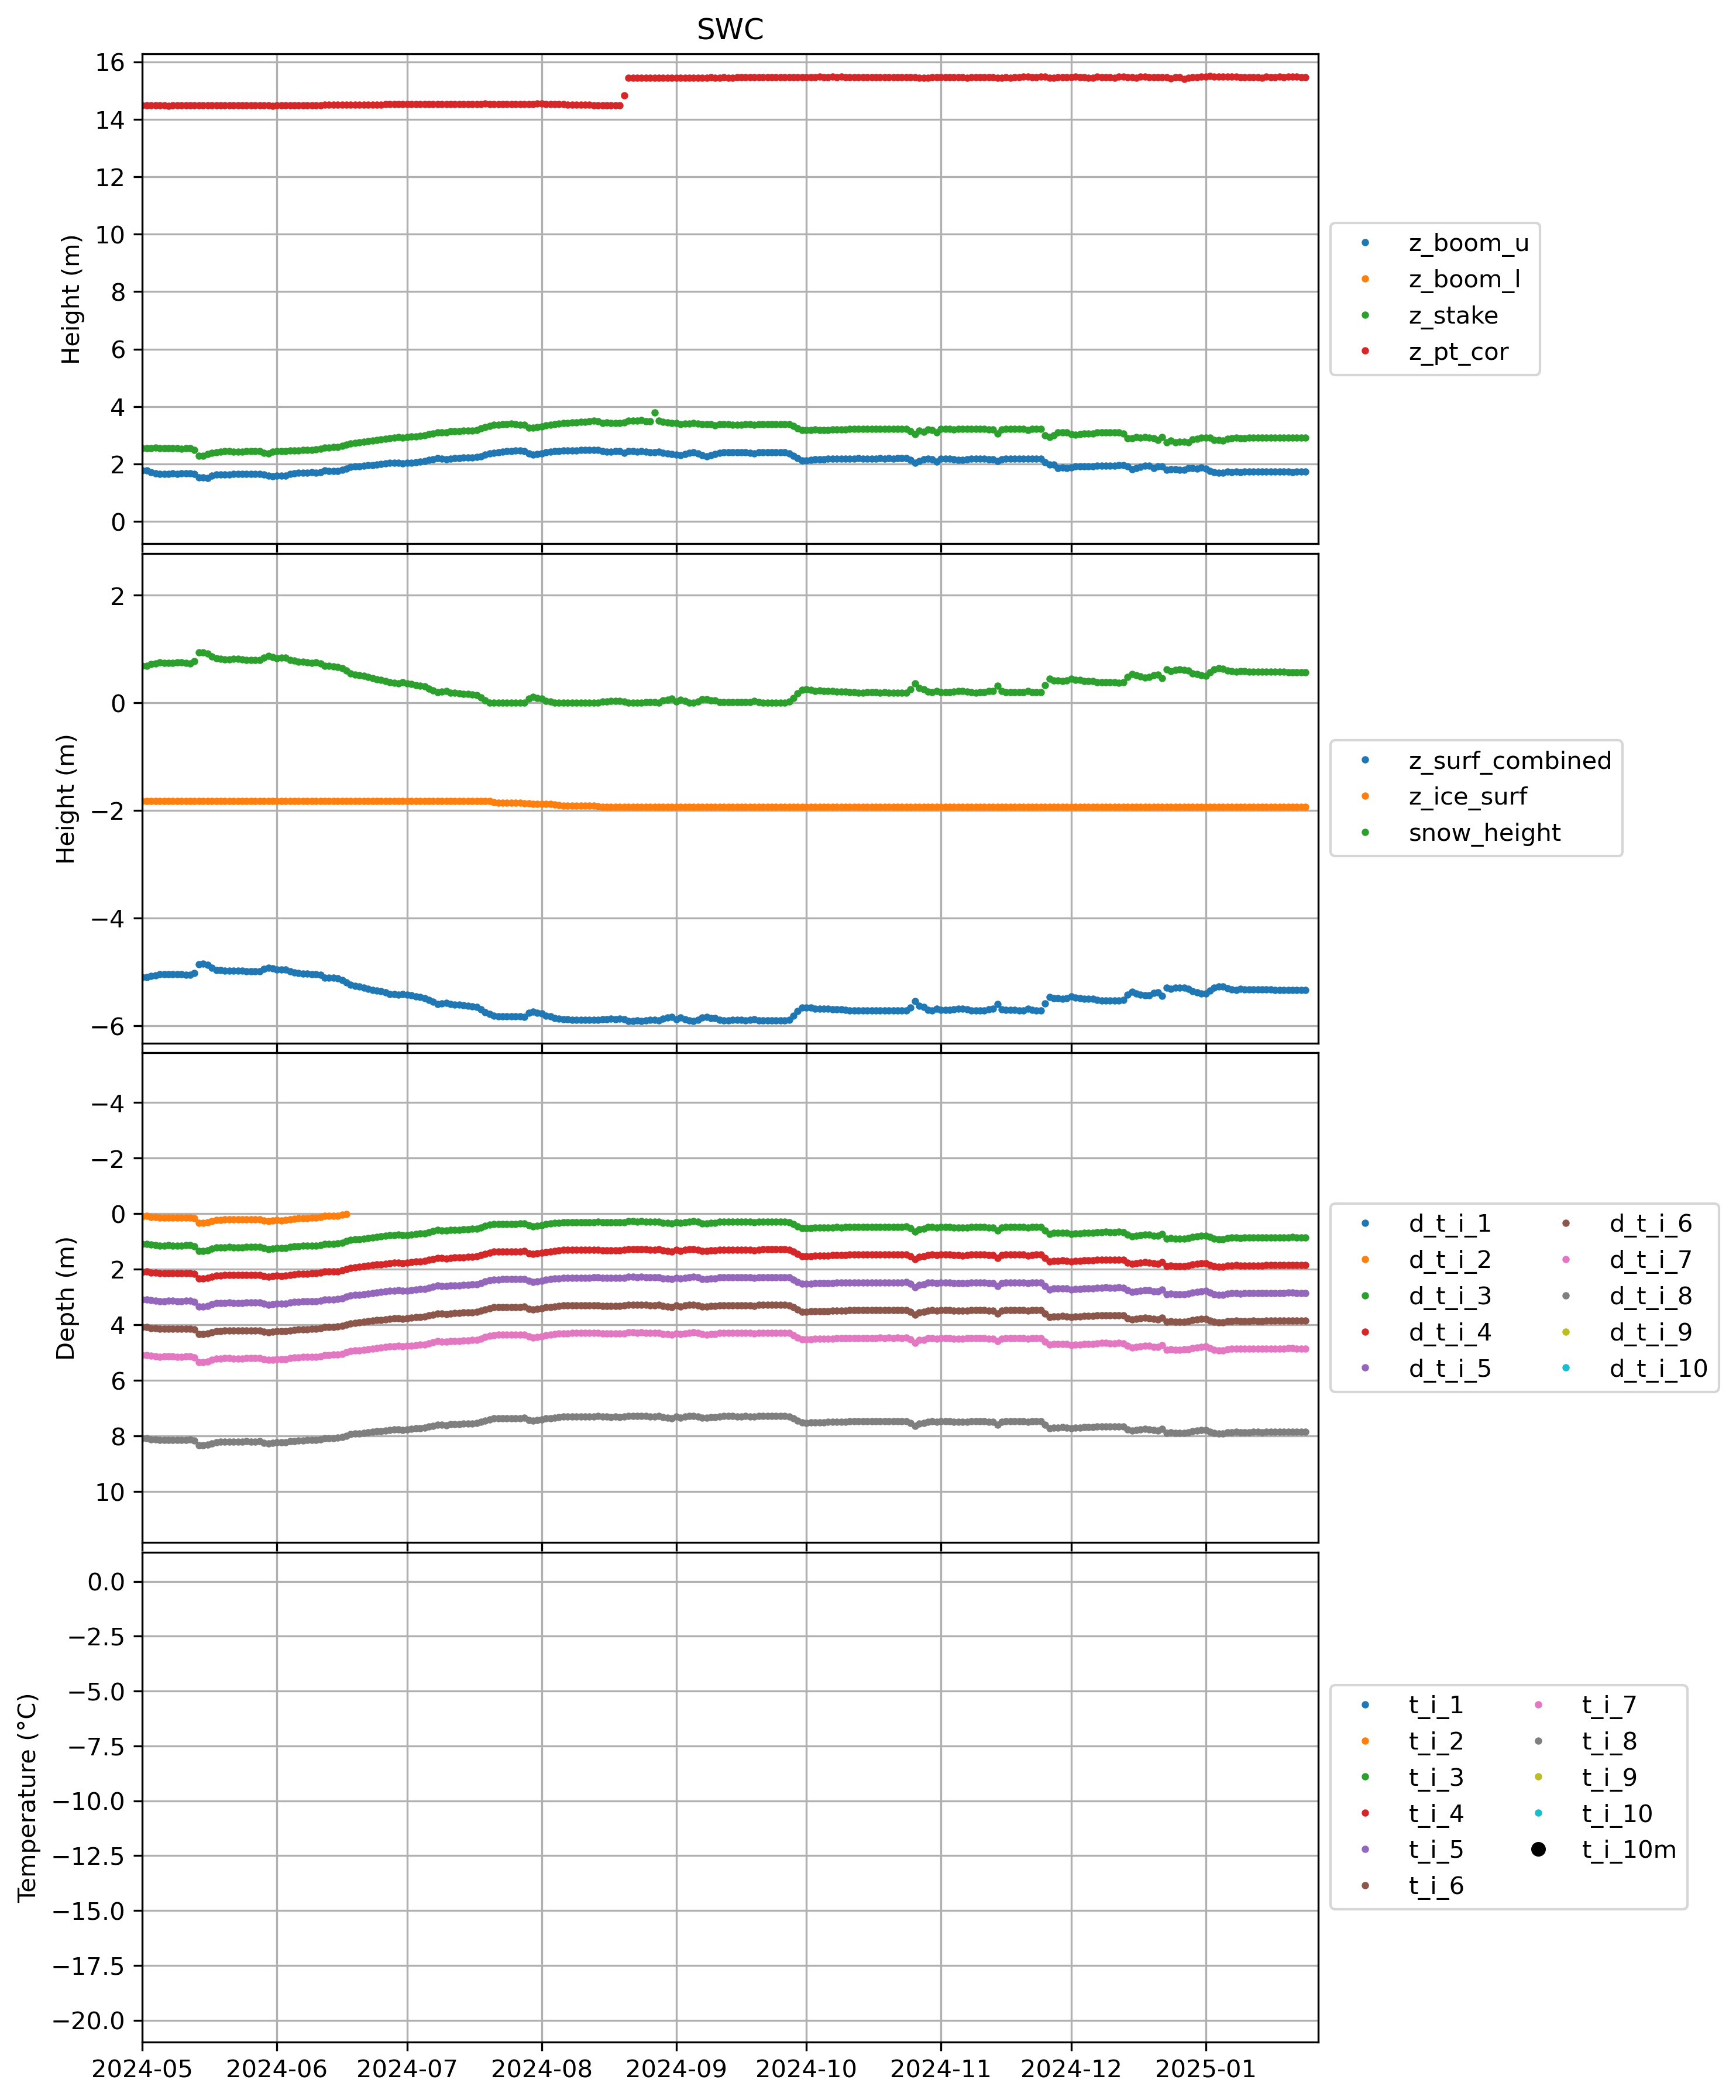 SWC
16
14
12
10
8
6
4
2
0
Height (m)
z_boom_u
z_boom_l
z_stake
z_pt_cor
2
0
−2
−4
−6
Height (m)
z_surf_combined
z_ice_surf
snow_height
−4
−2
0
2
4
6
8
10
Depth (m)
d_t_i_1
d_t_i_2
d_t_i_3
d_t_i_4
d_t_i_5
d_t_i_6
d_t_i_7
d_t_i_8
d_t_i_9
d_t_i_10
0.0
−2.5
−5.0
−7.5
−10.0
−12.5
−15.0
−17.5
−20.0
Temperature (°C)
t_i_1
t_i_2
t_i_3
t_i_4
t_i_5
t_i_6
t_i_7
t_i_8
t_i_9
t_i_10
t_i_10m
2024-05 2024-06 2024-07 2024-08 2024-09 2024-10 2024-11 2024-12 2025-01